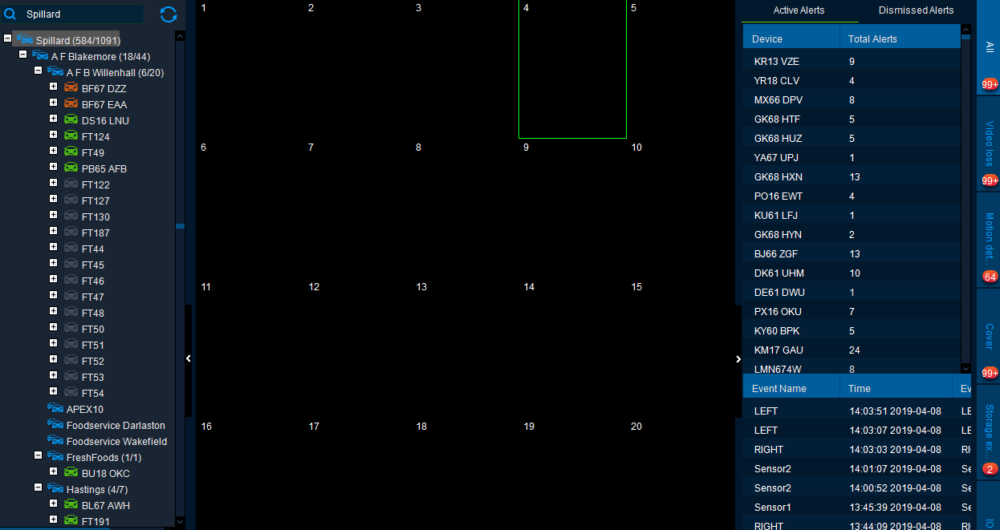 Spillard
Spillard (584/1091)
A F Blakemore (18/44)
A F B Willenhall (6/20)
BF67 DZZ
BF67 EAA
DS16 LNU
FT124
FT49
PB65 AFB
FT122
FT127
FT130
FT187
FT44
FT45
FT46
FT47
FT48
FT50
FT51
FT52
FT53
FT54
APEX10
Foodservice Darlaston
Foodservice Wakefield
FreshFoods (1/1)
BU18 OKC
Hastings (4/7)
BL67 AWH
FT191
1 2 3 4 5
6 7 8 9 10
11 12 13 14 15
16 17 18 19 20
Active Alerts Dismissed Alerts
Device Total Alerts
KR13 VZE 9
YR18 CLV 4
MX66 DPV 8
GK68 HTF 5
GK68 HUZ 5
YA67 UPJ 1
GK68 HXN 13
PO16 EWT 4
KU61 LFJ 1
GK68 HYN 2
BJ66 ZGF 13
DK61 UHM 10
DE61 DWU 1
PX16 OKU 7
KY60 BPK 5
KM17 GAU 24
LMN674W 8
Event Name Time Ev
LEFT 14:03:51 2019-04-08 LE
LEFT 14:03:07 2019-04-08 LE
RIGHT 14:03:03 2019-04-08 RI
Sensor2 14:01:07 2019-04-08 Se
Sensor2 14:00:52 2019-04-08 Se
Sensor1 13:45:39 2019-04-08 Se
RIGHT 13:44:09 2019-04-08 RI
All
99+
Video loss
99+
Motion det...
64
Cover
99+
Storage ex...
2
IO